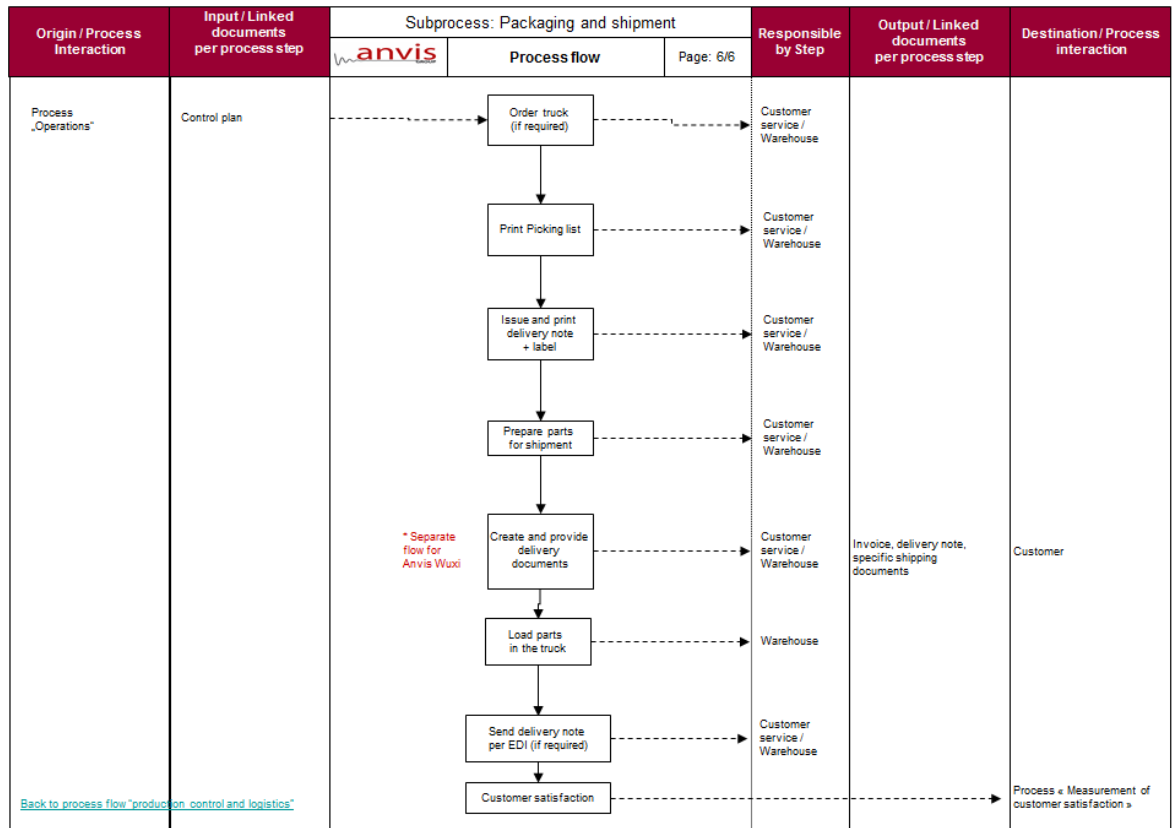 Origin / Process
Interaction
Input / Linked
documents
per process step
Subprocess: Packaging and shipment
anvis
GROUP
Process flow
Page: 6/6
Responsible
by Step
Output / Linked
documents
per process step
Destination / Process
interaction
Process
„Operations"
Control plan
Order truck
(if required)
Customer
service /
Warehouse
Print Picking list
Customer
service /
Warehouse
Issue and print
delivery note
+ label
Customer
service /
Warehouse
Prepare parts
for shipment
Customer
service /
Warehouse
* Separate
flow for
Anvis Wuxi
Create and provide
delivery
documents
Customer
service /
Warehouse
Invoice, delivery note,
specific shipping
documents
Customer
Load parts
in the truck
Warehouse
Send delivery note
per EDI (if required)
Customer
service /
Warehouse
Customer satisfaction
Process « Measurement of
customer satisfaction »
Back to process flow "production control and logistics"